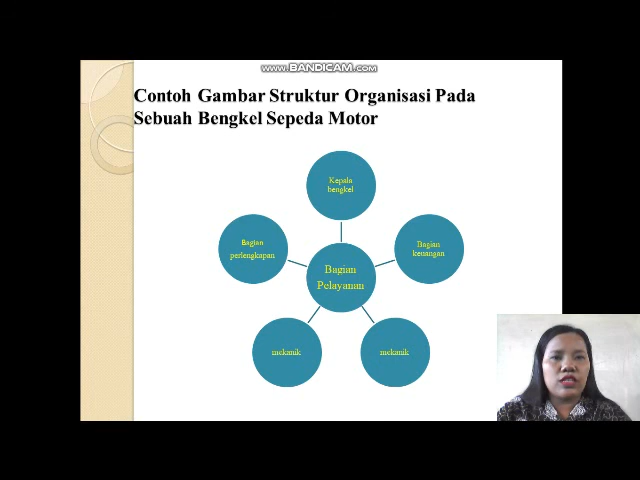 www.BANDICAM.com
Contoh Gambar Struktur Organisasi Pada
Sebuah Bengkel Sepeda Motor
Kepala
bengkel
Bagian
perlengkapan
Bagian
keuangan
Bagian
Pelayanan
mekanik
mekanik